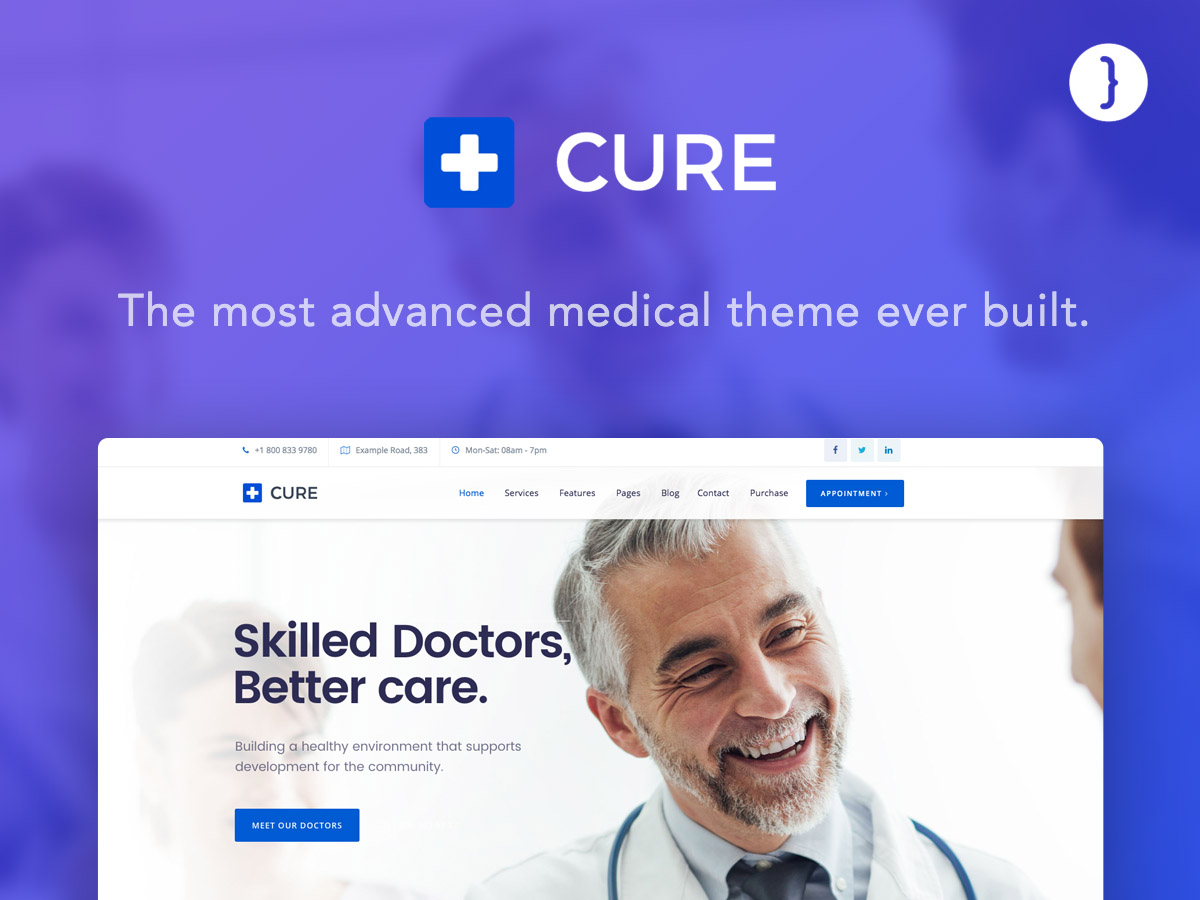 }
CURE
The most advanced medical theme ever built.
+1 800 833 9780 Example Road, 383 Mon-Sat: 08am - 7pm f in
CURE Home Services Features Pages Blog Contact Purchase APPOINTMENT ›
Skilled Doctors,
Better care.
Building a healthy environment that supports
development for the community.
MEET OUR DOCTORS